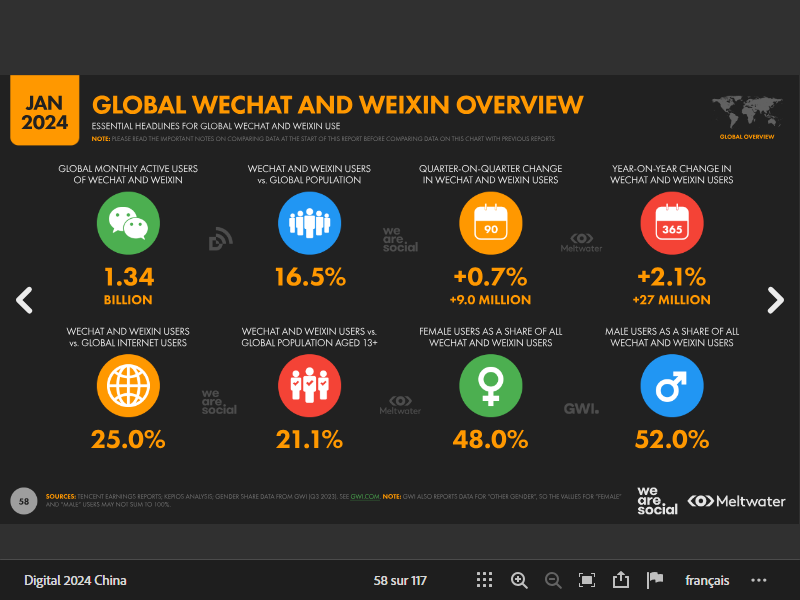 JAN
2024
GLOBAL WECHAT AND WEIXIN OVERVIEW
ESSENTIAL HEADLINES FOR GLOBAL WECHAT AND WEIXIN USE
NOTE: PLEASE READ THE IMPORTANT NOTES ON COMPARING DATA AT THE START OF THIS REPORT BEFORE COMPARING DATA ON THIS CHART WITH PREVIOUS REPORTS
GLOBAL OVERVIEW
GLOBAL MONTHLY ACTIVE USERS
OF WECHAT AND WEIXIN
1.34
BILLION
WECHAT AND WEIXIN USERS
vs. GLOBAL POPULATION
16.5%
QUARTER-ON-QUARTER CHANGE
IN WECHAT AND WEIXIN USERS
90
+0.7%
+9.0 MILLION
YEAR-ON-YEAR CHANGE IN
WECHAT AND WEIXIN USERS
365
+2.1%
+27 MILLION
we
are.
social
Meltwater
WECHAT AND WEIXIN USERS
vs. GLOBAL INTERNET USERS
25.0%
WECHAT AND WEIXIN USERS vs.
GLOBAL POPULATION AGED 13+
21.1%
FEMALE USERS AS A SHARE OF ALL
WECHAT AND WEIXIN USERS
48.0%
MALE USERS AS A SHARE OF ALL
WECHAT AND WEIXIN USERS
52.0%
we
are.
social
Meltwater
GWI.
58
SOURCES: TENCENT EARNINGS REPORTS; KEPIOS ANALYSIS; GENDER SHARE DATA FROM GWI (Q3 2023). SEE GWI.COM. NOTE: GWI ALSO REPORTS DATA FOR "OTHER GENDER", SO THE VALUES FOR "FEMALE"
AND "MALE" USERS MAY NOT SUM TO 100%.
we
are.
social
Meltwater
Digital 2024 China
58 sur 117
français